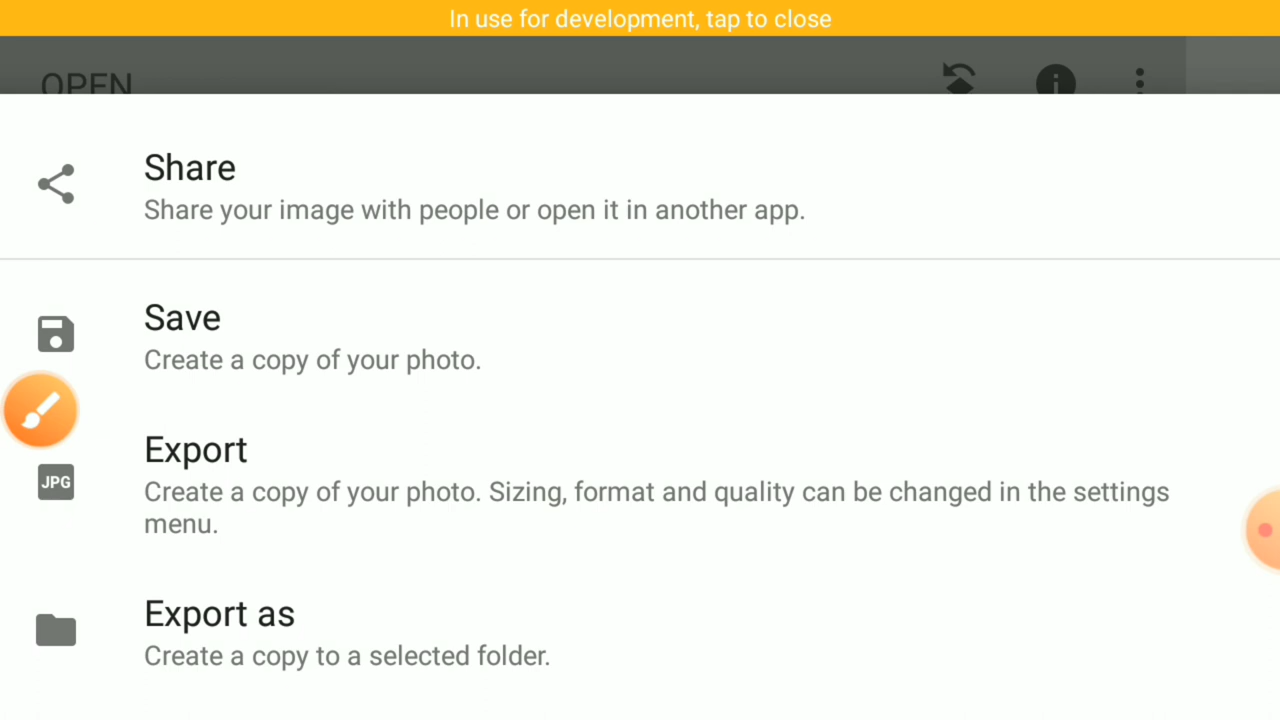 In use for development, tap to close
OPEN
Share
Share your image with people or open it in another app.
Save
Create a copy of your photo.
Export
JPG
Create a copy of your photo. Sizing, format and quality can be changed in the settings
menu.
Export as
Create a copy to a selected folder.